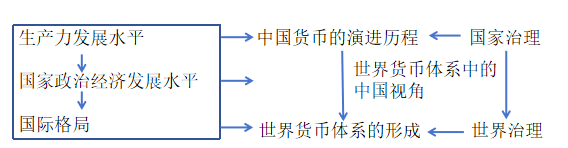 生产力发展水平
中国货币的演进历程
国家治理
国家政治经济发展水平
世界货币体系中的
中国视角
国际格局
世界货币体系的形成
世界治理